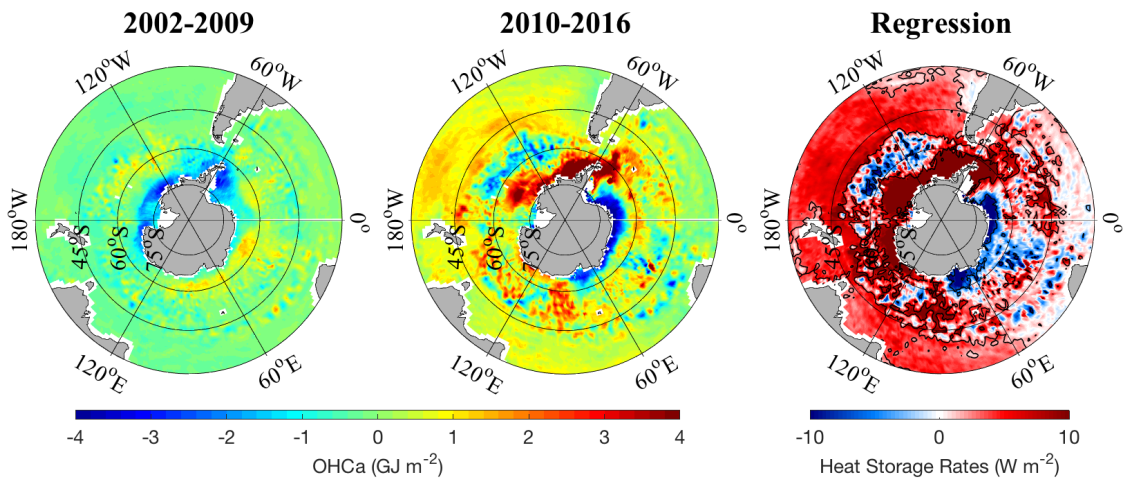 2002-2009
2010-2016
Regression
120°W
60°W
180°W
0°
45°S
60°S
75°S
120°E
60°E
120°W
60°W
180°W
0°
45°S
60°S
75°S
120°E
60°E
120°W
60°W
180°W
0°
120°E
60°E
-4 -3 -2 -1 0 1 2 3 4
OHCa (GJ m⁻²)
-10 0 10
Heat Storage Rates (W m⁻²)